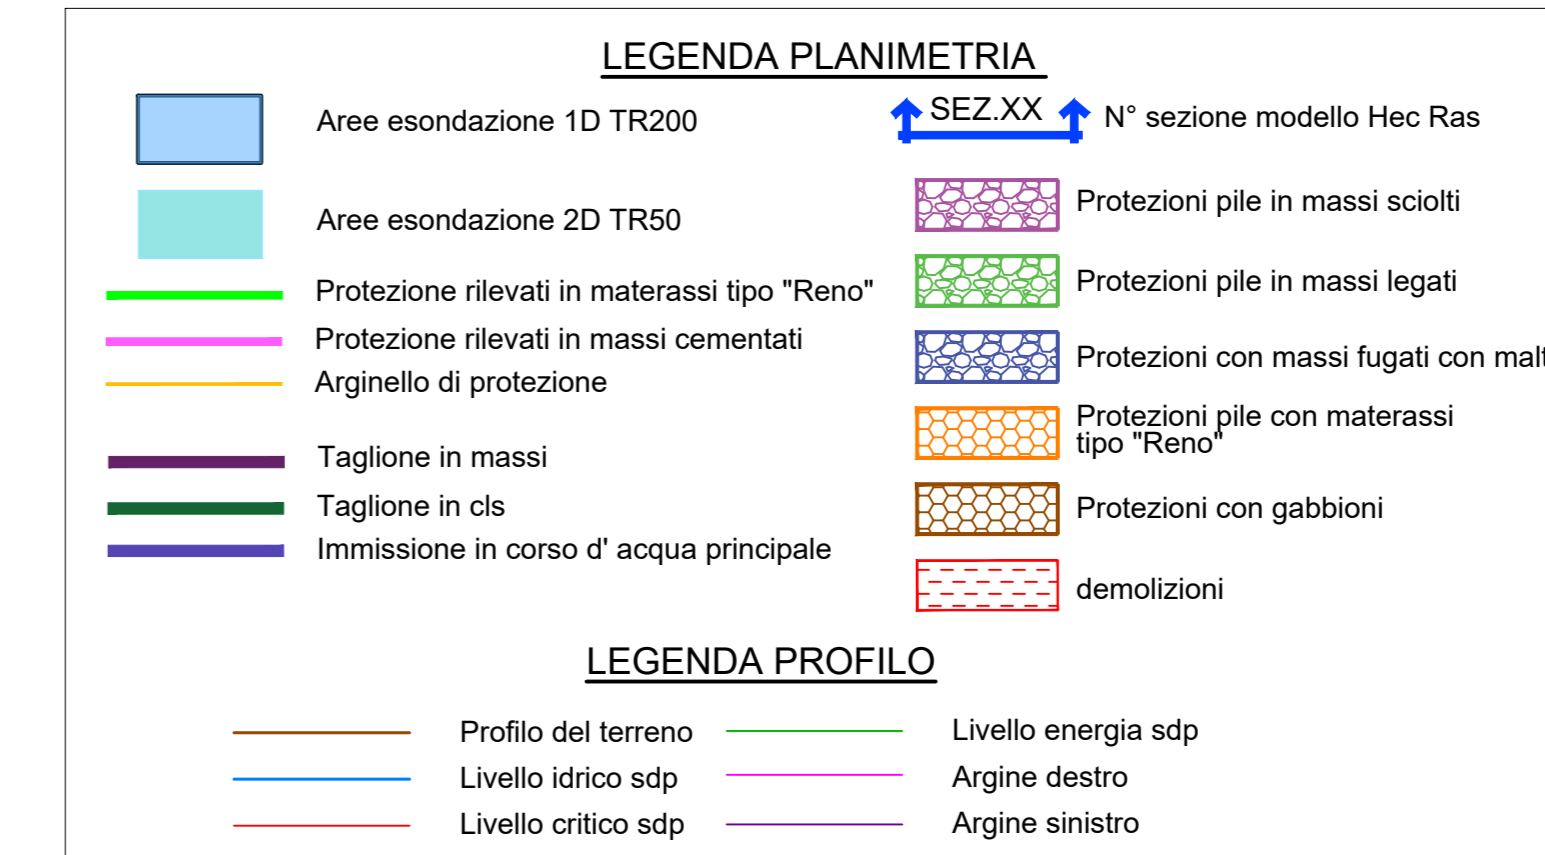 LEGENDA PLANIMETRIA
Aree esondazione 1D TR200
Aree esondazione 2D TR50
Protezione rilevati in materassi tipo "Reno"
Protezione rilevati in massi cementati
Arginello di protezione
Taglione in massi
Taglione in cls
Immissione in corso d' acqua principale
SEZ.XX
N° sezione modello Hec Ras
Protezioni pile in massi sciolti
Protezioni pile in massi legati
Protezioni con massi fugati con malt
Protezioni pile con materassi
tipo "Reno"
Protezioni con gabbioni
demolizioni
LEGENDA PROFILO
Profilo del terreno
Livello idrico sdp
Livello critico sdp
Livello energia sdp
Argine destro
Argine sinistro